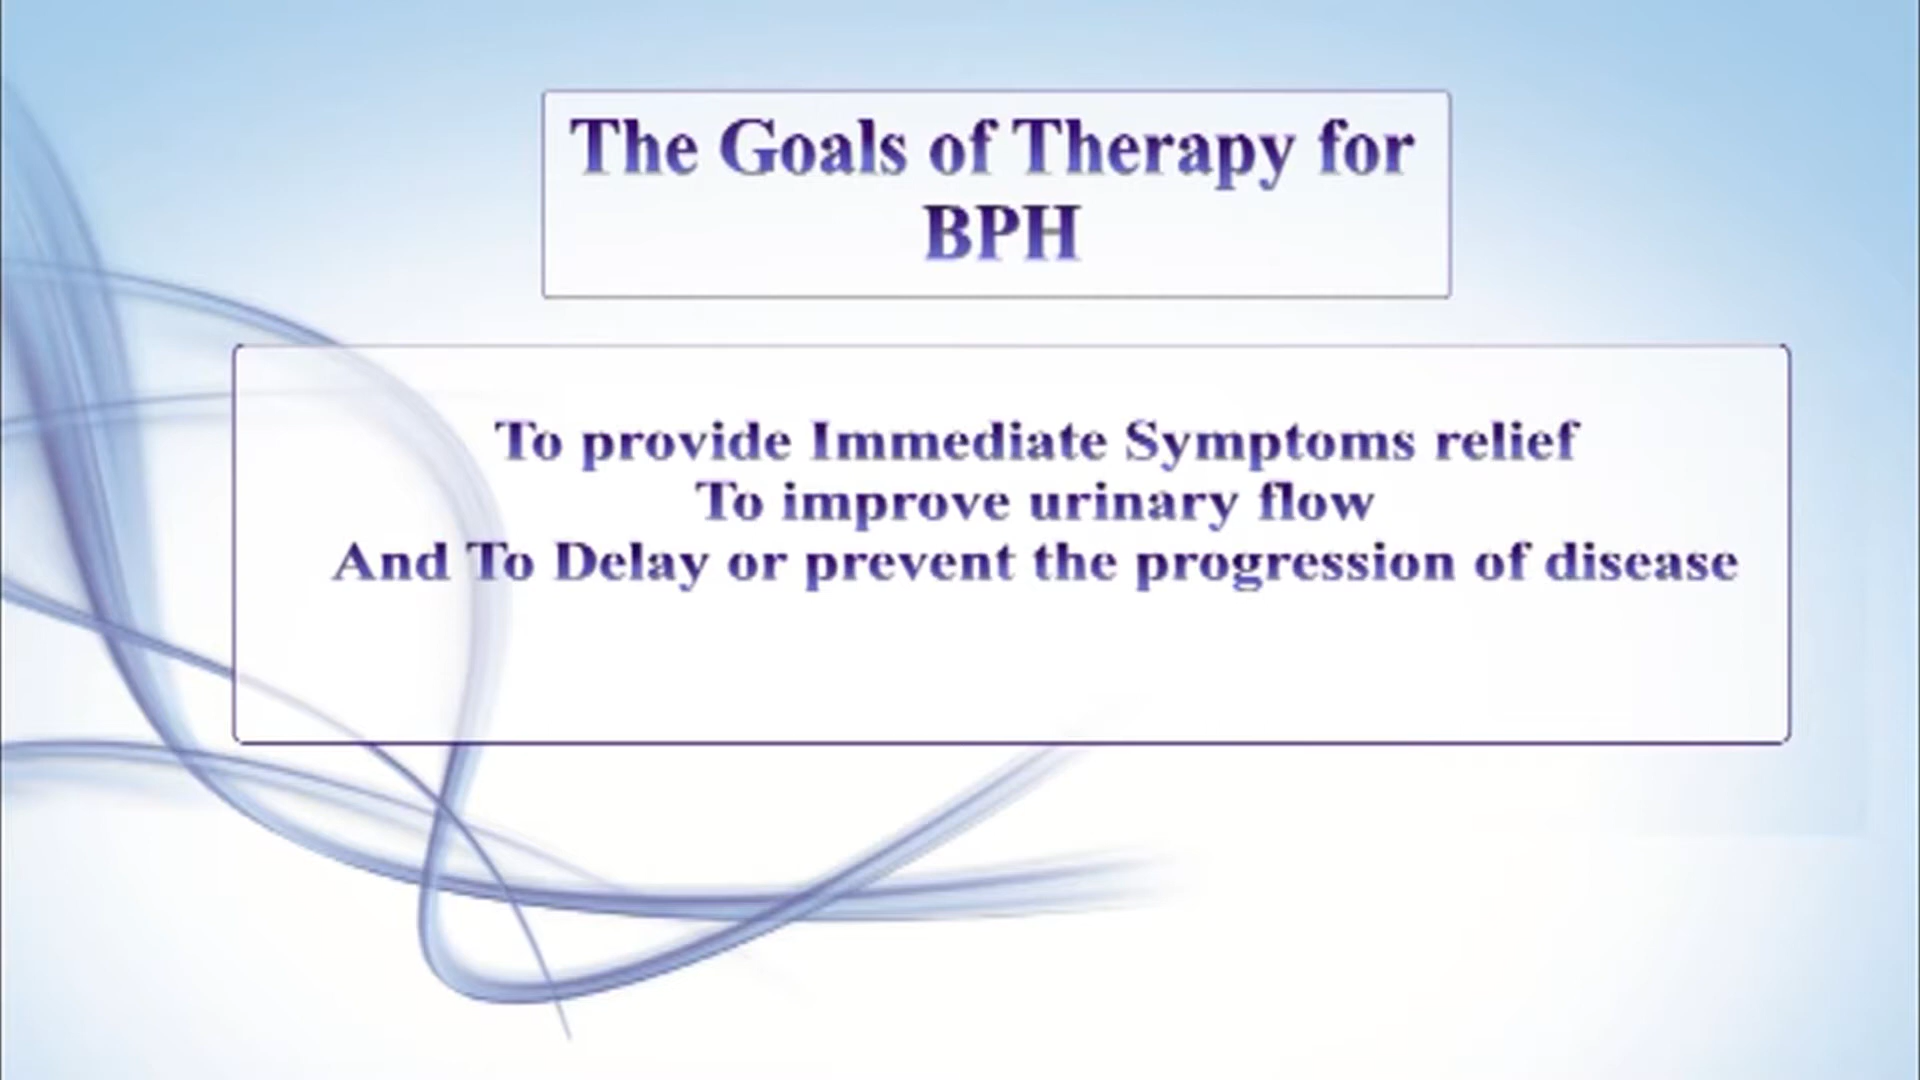 The Goals of Therapy for
BPH
To provide Immediate Symptoms relief
To improve urinary flow
And To Delay or prevent the progression of disease